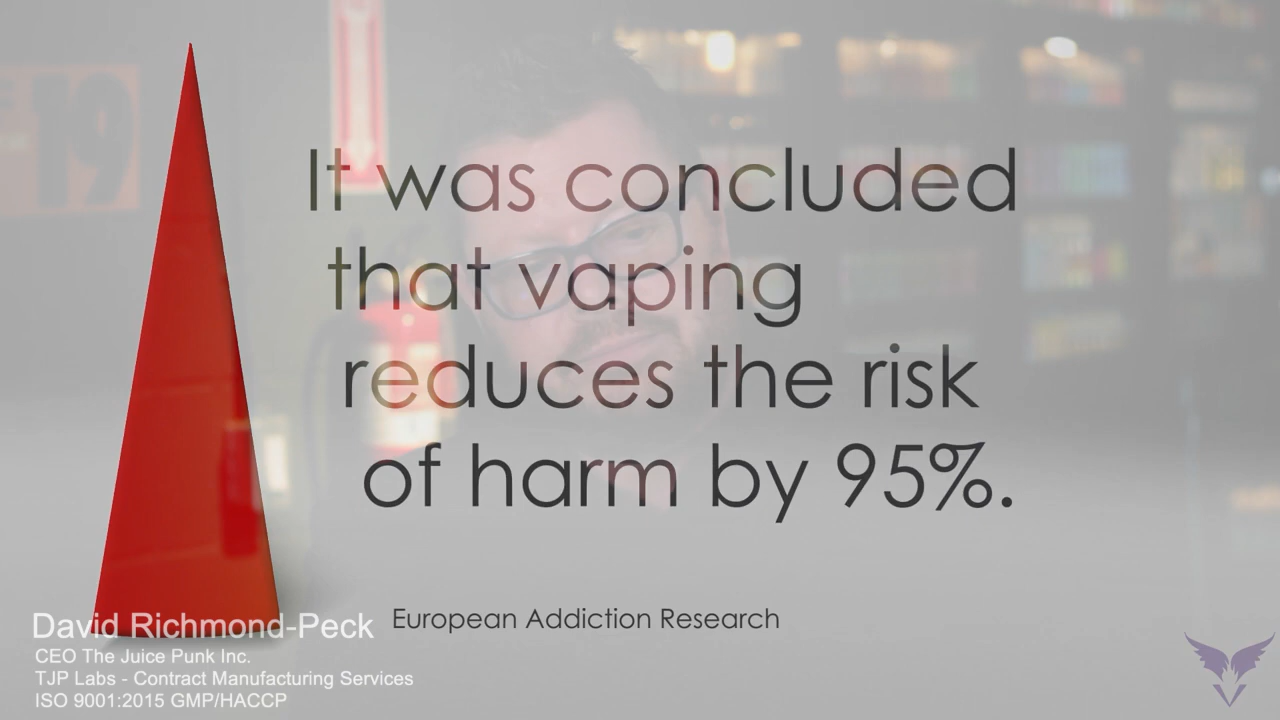 19
It was concluded
that vaping
reduces the risk
of harm by 95%.
European Addiction Research
David Richmond-Peck
CEO The Juice Punk Inc.
TJP Labs - Contract Manufacturing Services
ISO 9001:2015 GMP/HACCP